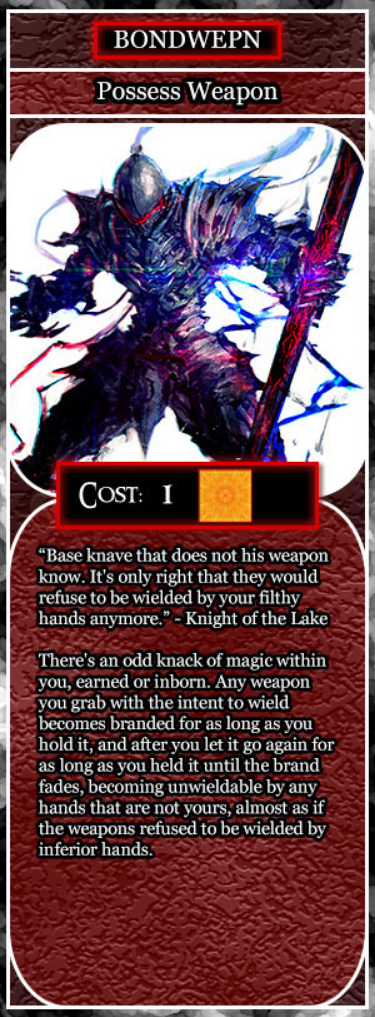 BONDWEPN
Possess Weapon
Cost: 1
“Base knave that does not his weapon
know. It's only right that they would
refuse to be wielded by your filthy
hands anymore.” - Knight of the Lake
There's an odd knack of magic within
you, earned or inborn. Any weapon
you grab with the intent to wield
becomes branded for as long as you
hold it, and after you let it go again for
as long as you held it until the brand
fades, becoming unwieldable by any
hands that are not yours, almost as if
the weapons refused to be wielded by
inferior hands.